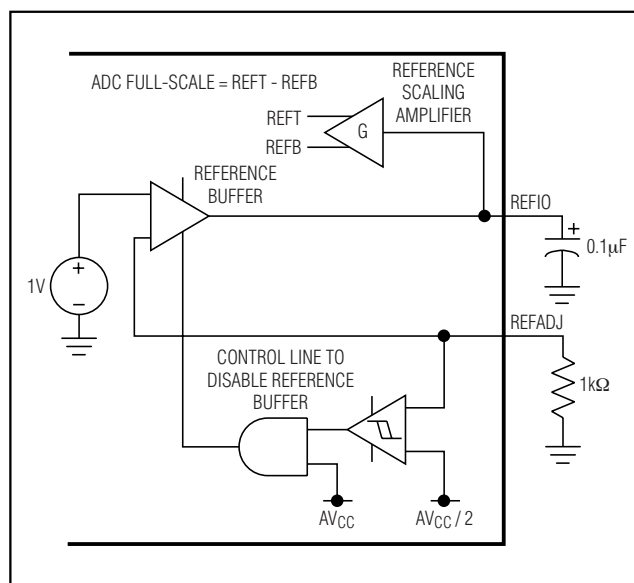 ADC FULL-SCALE = REFT - REFB
REFERENCE
SCALING
AMPLIFIER
REFT
REFB
G
REFERENCE
BUFFER
REFIO
+
0.1μF
1V
+
−
REFADJ
CONTROL LINE TO
DISABLE REFERENCE
BUFFER
1kΩ
AVCC
AVCC / 2